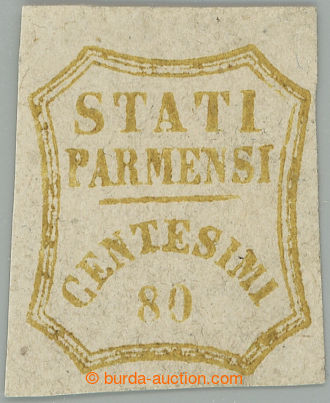 STATI
PARMENSI
CENTESIMI
80
burda-auction.com